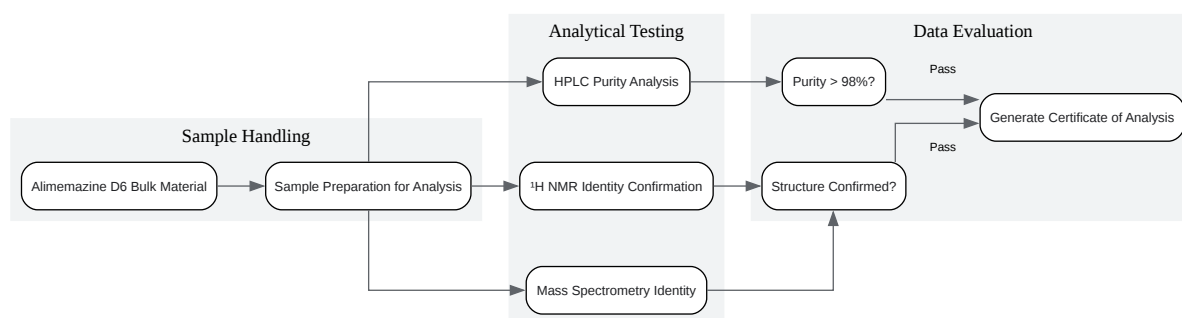 Sample Handling
Alimemazine D6 Bulk Material
Sample Preparation for Analysis
Analytical Testing
HPLC Purity Analysis
¹H NMR Identity Confirmation
Mass Spectrometry Identity
Data Evaluation
Purity > 98%?
Structure Confirmed?
Pass
Pass
Generate Certificate of Analysis